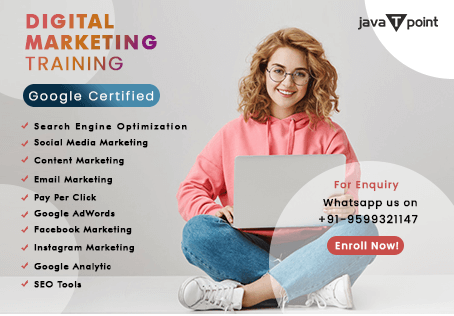 DIGITAL
MARKETING
TRAINING
Google Certified
Search Engine Optimization
Social Media Marketing
Content Marketing
Email Marketing
Pay Per Click
Google AdWords
Facebook Marketing
Instagram Marketing
Google Analytic
SEO Tools
java T point
For Enquiry
Whatsapp us on
+91-9599321147
Enroll Now!